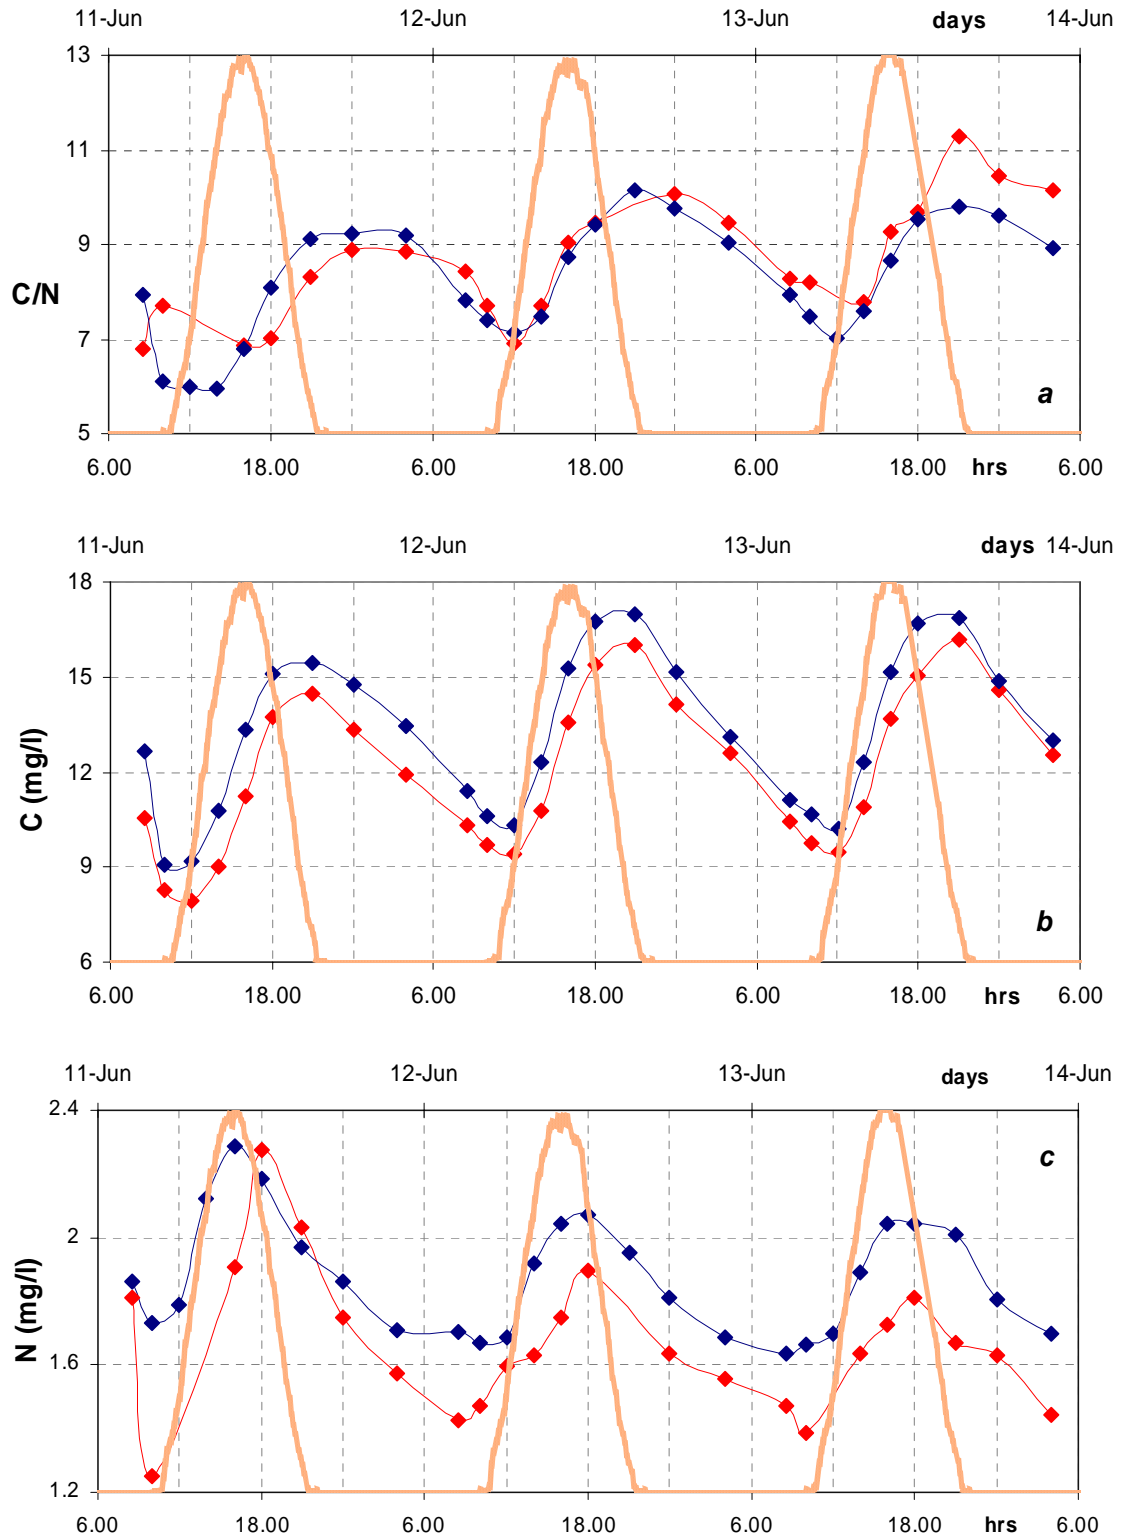 11-Jun 12-Jun 13-Jun days 14-Jun
13
11
9
C/N
7
a
5
6.00 18.00 6.00 18.00 6.00 18.00 hrs 6.00
11-Jun 12-Jun 13-Jun days 14-Jun
18
15
12
C (mg/l)
9
b
6
6.00 18.00 6.00 18.00 6.00 18.00 hrs 6.00
11-Jun 12-Jun 13-Jun days 14-Jun
2.4
c
2
N (mg/l)
1.6
1.2
6.00 18.00 6.00 18.00 6.00 18.00 hrs 6.00